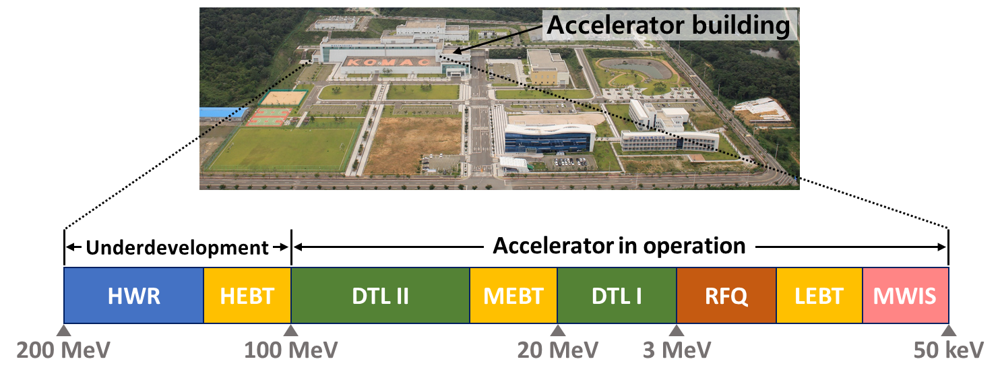 Accelerator building
KOMAC
Underdevelopment
Accelerator in operation
HWR
HEBT
DTL II
MEBT
DTL I
RFQ
LEBT
MWIS
200 MeV
100 MeV
20 MeV
3 MeV
50 keV